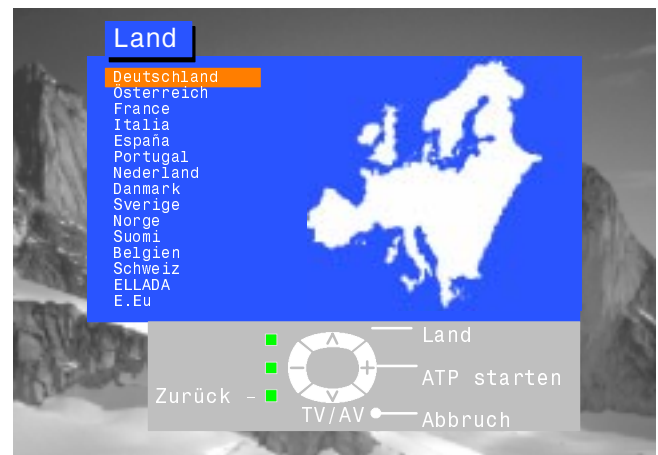 Land
Deutschland
Österreich
France
Italia
España
Portugal
Nederland
Danmark
Sverige
Norge
Suomi
Belgien
Schweiz
ELLADA
E.Eu
Land
ATP starten
Zurück
TV/AV
Abbruch